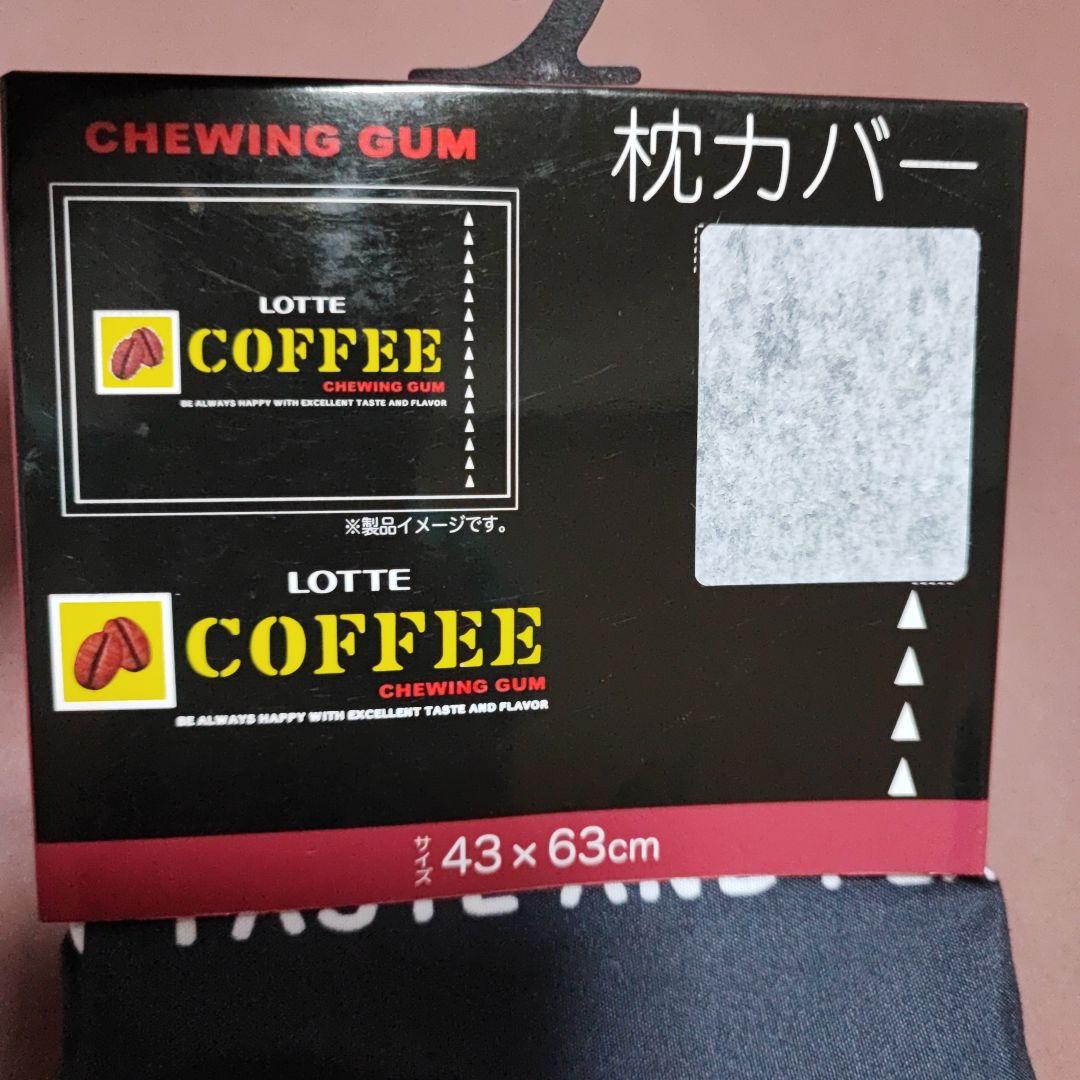 CHEWING GUM
枕カバー
LOTTE
COFFEE
CHEWING GUM
BE ALWAYS HAPPY WITH EXCELLENT TASTE AND FLAVOR
※製品イメージです。
LOTTE
COFFEE
CHEWING GUM
BE ALWAYS HAPPY WITH EXCELLENT TASTE AND FLAVOR
サイズ 43×63cm
TASTE AND